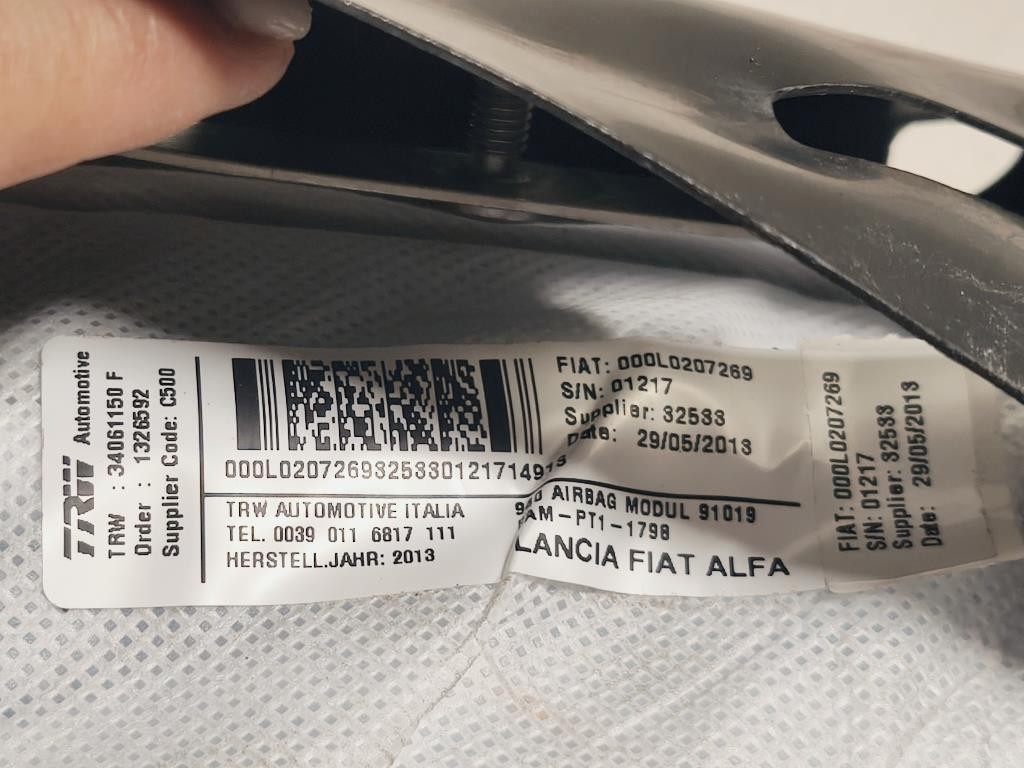 TRW Automotive
TRW : 34061150 F
Order : 1326592
Supplier Code: C500
FIAT: 000L0207269
S/N: 01217
Supplier: 32533
Date: 29/05/2013
TRW AUTOMOTIVE ITALIA
TEL. 0039 011 6817 111
HERSTELL.JAHR: 2013
AIRBAG MODUL 91019
LANCIA FIAT ALFA
FIAT: 000L0207269
S/N: 01217
Supplier: 32533
Date: 29/05/2013